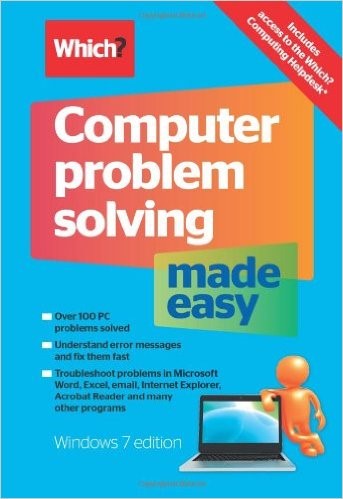 Which?
Includes
access to the Which?
Computing Helpdesk*
Computer
problem
solving
made
easy
Over 100 PC
problems solved
Understand error messages
and fix them fast
Troubleshoot problems in Microsoft
Word, Excel, email, Internet Explorer,
Acrobat Reader and many
other programs
Windows 7 edition